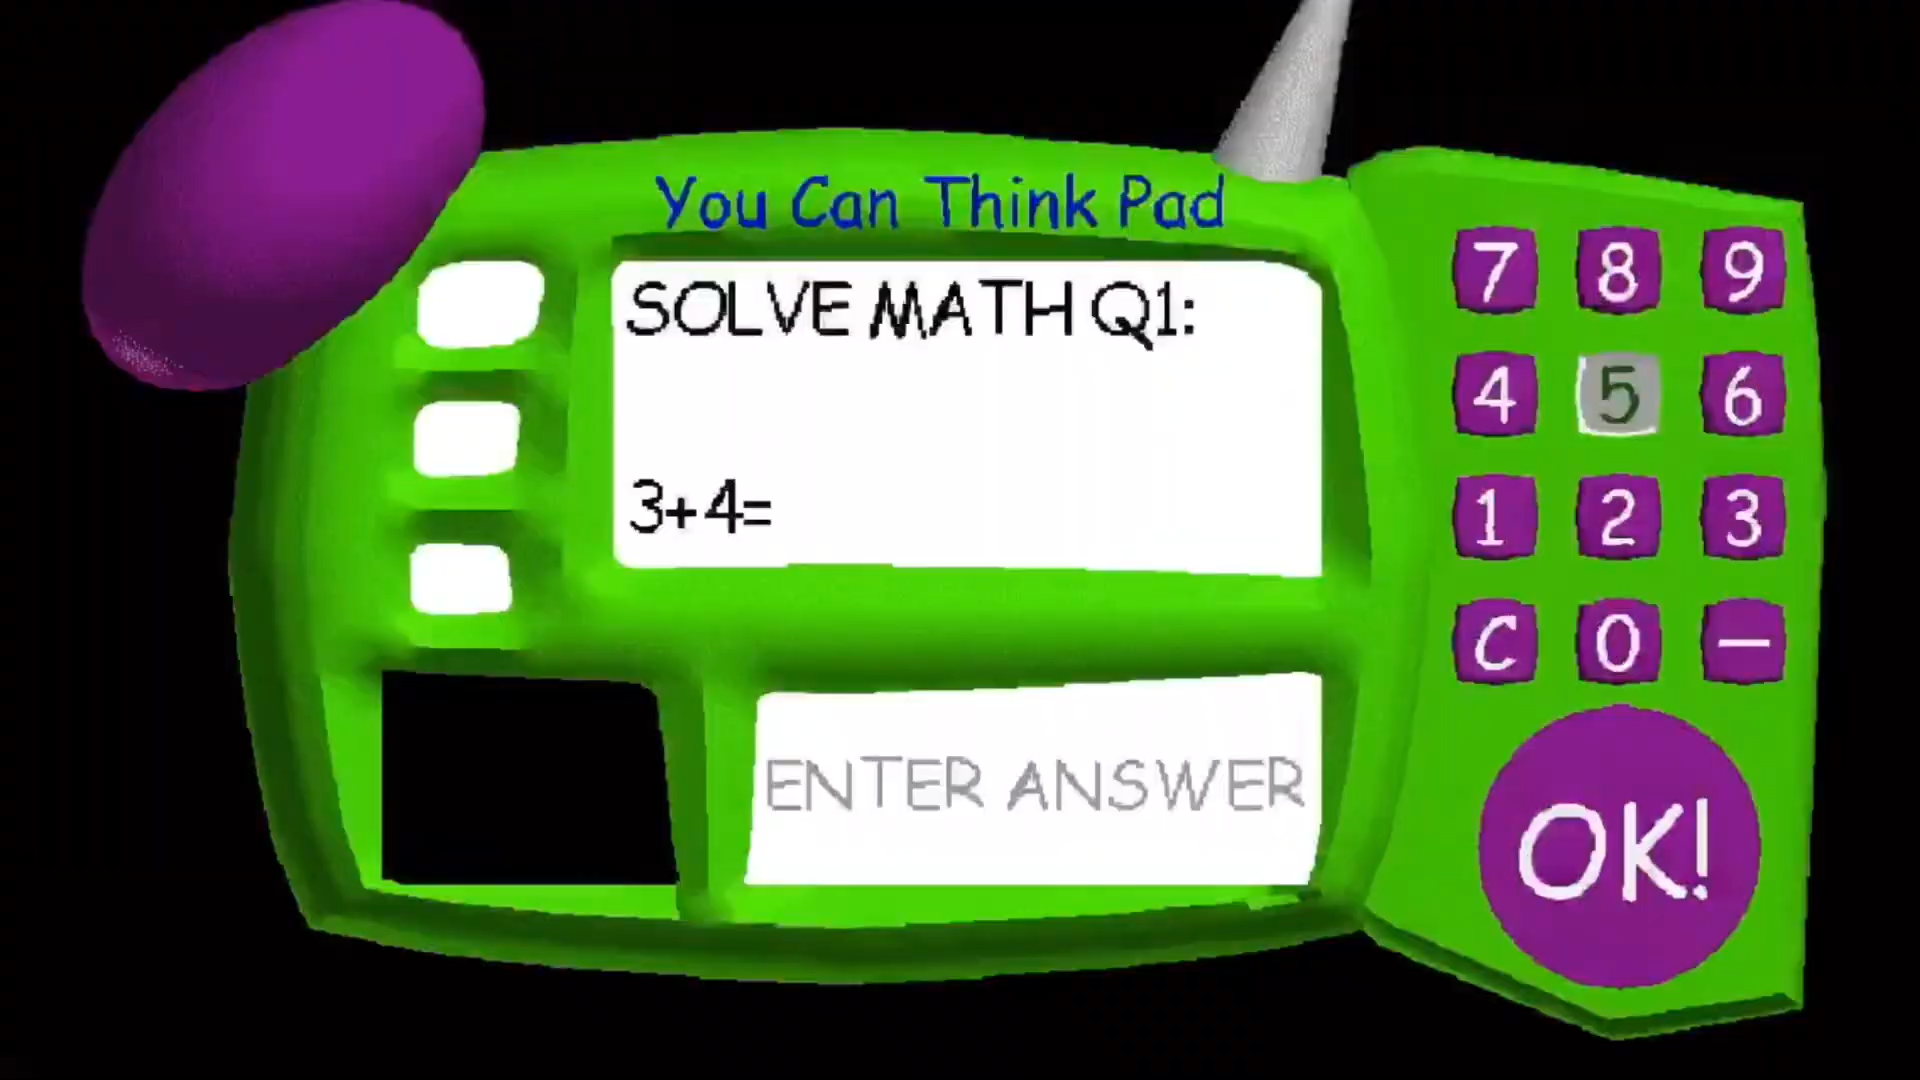 You Can Think Pad
SOLVE MATH Q1:
3+4=
ENTER ANSWER
7 8 9
4 5 6
1 2 3
C 0 −
OK!